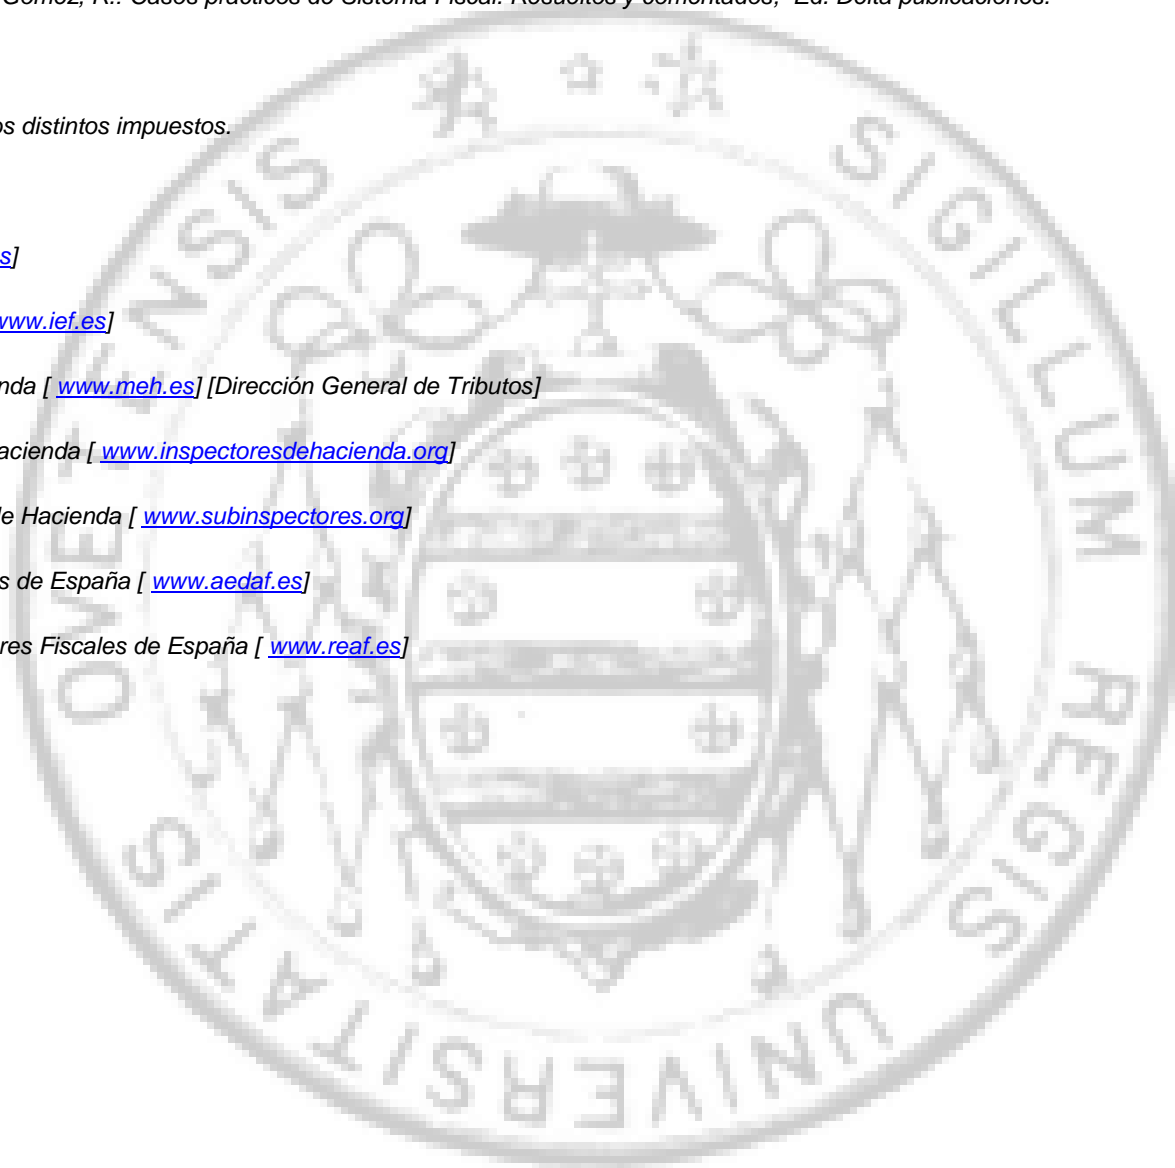 Gómez, R.: Casos prácticos de Sistema Fiscal. Resueltos y comentados, Ed. Delta publicaciones.
os distintos impuestos.
s]
www.ief.es]
nda [ www.meh.es] [Dirección General de Tributos]
acienda [ www.inspectoresdehacienda.org]
de Hacienda [ www.subinspectores.org]
s de España [ www.aedaf.es]
res Fiscales de España [ www.reaf.es]
SIGILLUM REGIS UNIVERSITATIS OVETENSIS